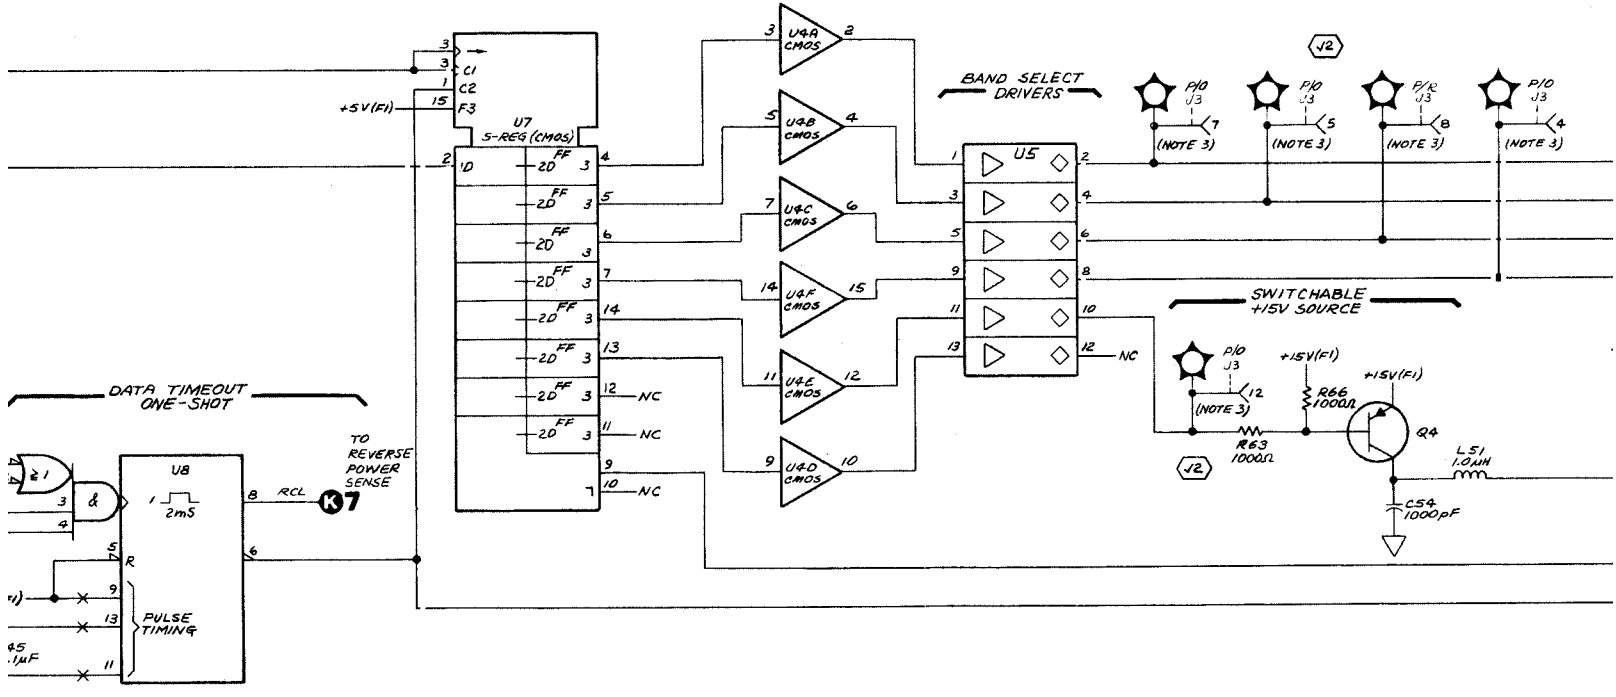 3
3
C1
1
C2
+5V(F1)
15
F3
U7
S-REG (CMOS)
2
1D
2D FF 3 4
2D FF 3 5
2D FF 3 6
2D FF 3 7
2D FF 3 14
2D FF 3 13
2D FF 3 12 NC
2D FF 3 11 NC
9
10 NC
3 U4A CMOS 2
5 U4B CMOS 4
7 U4C CMOS 6
14 U4F CMOS 15
11 U4E CMOS 12
9 U4D CMOS 10
BAND SELECT
DRIVERS
U5
1 2
3 4
5 6
9 8
11 10
13 12 NC
J2
P/O
J3
7
(NOTE 3)
P/O
J3
5
(NOTE 3)
P/R
J3
8
(NOTE 3)
P/O
J3
4
(NOTE 3)
SWITCHABLE
+15V SOURCE
P/O
J3
12
(NOTE 3)
J2
R63
1000Ω
+15V(F1)
R66
1000Ω
+15V(F1)
Q4
L51
1.0μH
C54
1000pF
DATA TIMEOUT
ONE-SHOT
≥1
&
3
4
U8
1
2mS
8
RCL
K 7
TO
REVERSE
POWER
SENSE
5
R
6
9
13
11
PULSE
TIMING
.1μF